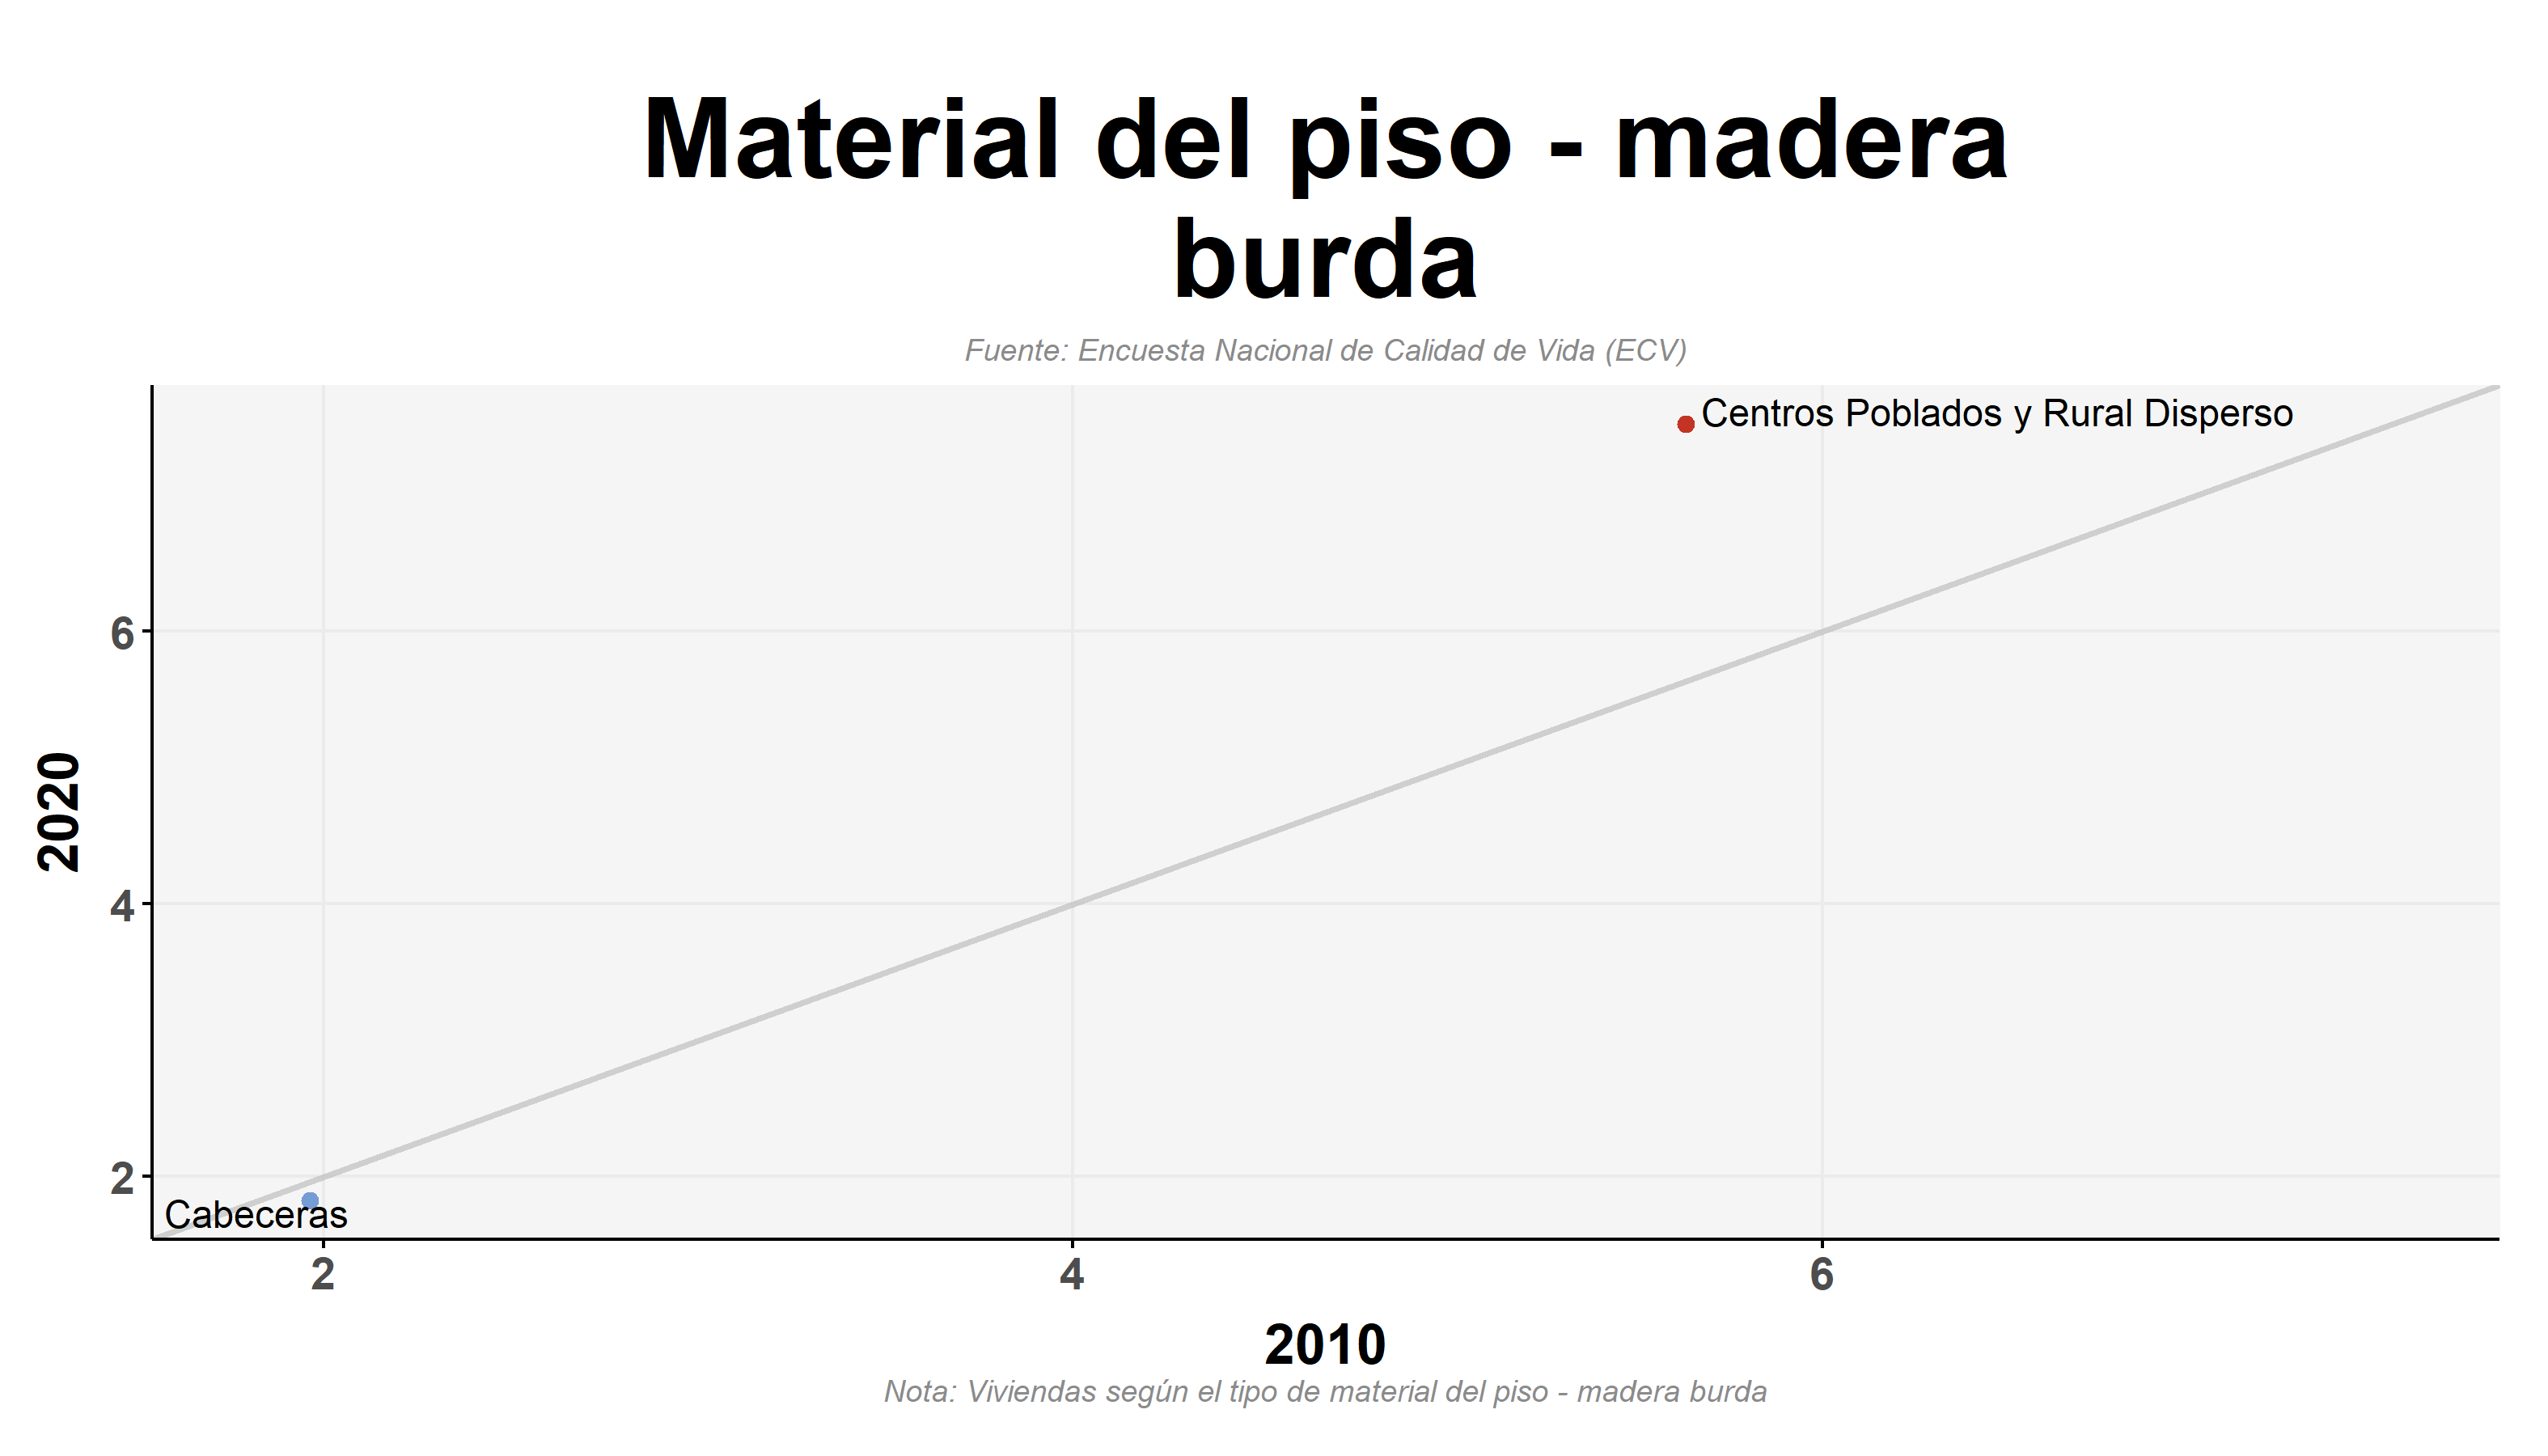 Material del piso - madera
burda
Fuente: Encuesta Nacional de Calidad de Vida (ECV)
Centros Poblados y Rural Disperso
6
2020
4
2
Cabeceras
2 4 6
2010
Nota: Viviendas según el tipo de material del piso - madera burda